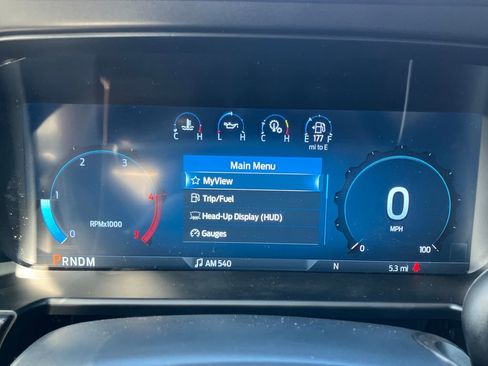 C H L H C H E 177 F
mi to E
Main Menu
MyView
Trip/Fuel
Head-Up Display (HUD)
Gauges
2 3
1 4
0
RPMx1000
0
MPH
0 100
PRNDM
AM 540
N
5.3 mi